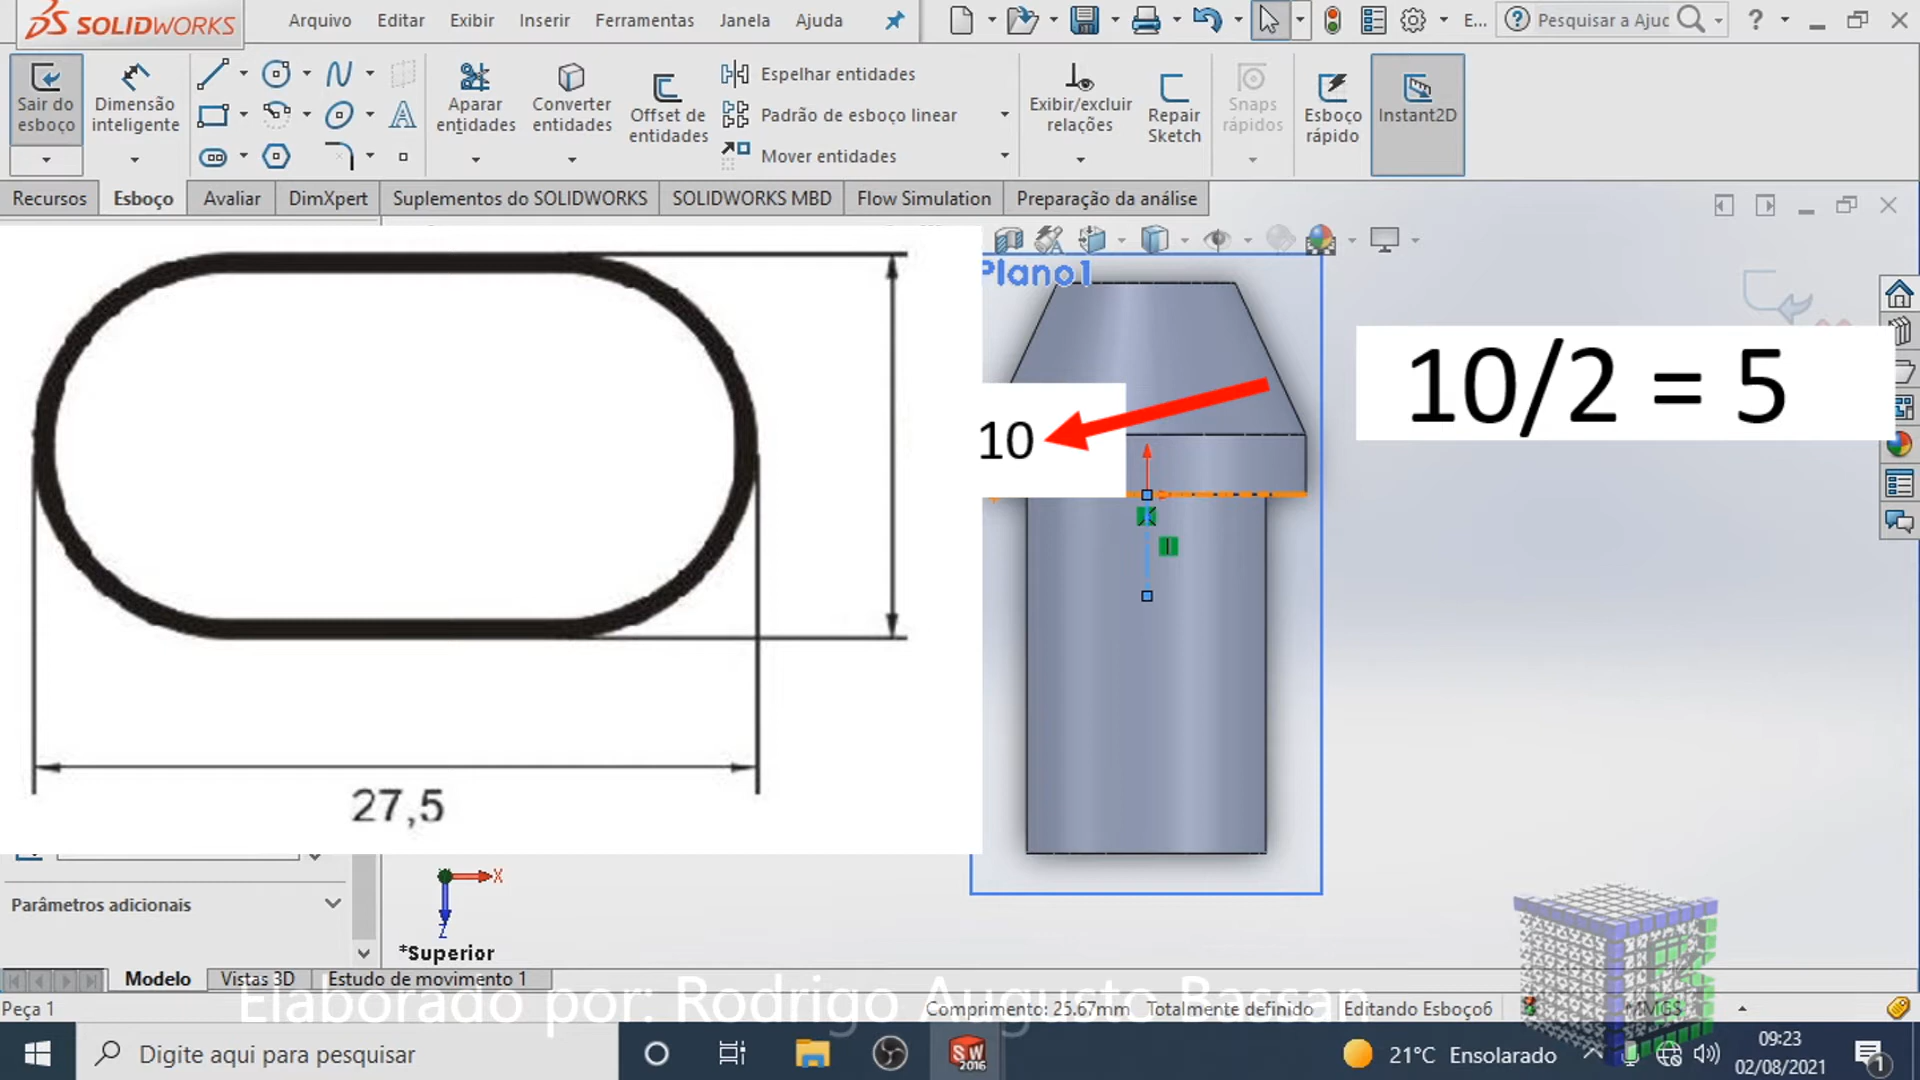 SOLIDWORKS
Arquivo
Editar
Exibir
Inserir
Ferramentas
Janela
Ajuda
E...
Pesquisar a Ajuc
Sair do esboço
Dimensão inteligente
Aparar entidades
Converter entidades
Offset de entidades
Espelhar entidades
Padrão de esboço linear
Mover entidades
Exibir/excluir relações
Repair Sketch
Snaps rápidos
Esboço rápido
Instant2D
Recursos
Esboço
Avaliar
DimXpert
Suplementos do SOLIDWORKS
SOLIDWORKS MBD
Flow Simulation
Preparação da análise
Plano1
10/2 = 5
10
27,5
Parâmetros adicionais
X
Z
*Superior
Modelo
Vistas 3D
Estudo de movimento 1
Elaborado por: Rodrigo Augusto Bassan
Peça 1
Comprimento: 25.67mm
Totalmente definido
Editando Esboço6
Digite aqui para pesquisar
SW
2016
21°C Ensolarado
09:23
02/08/2021
1